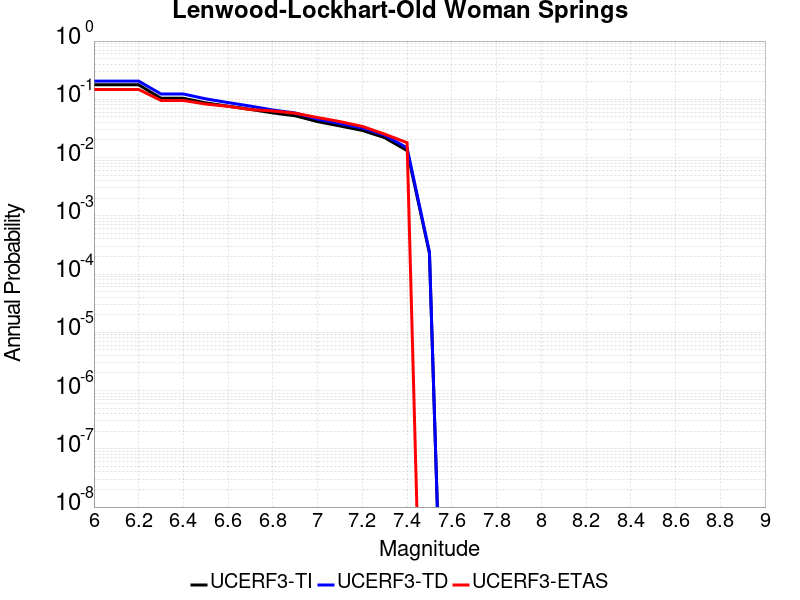 Lenwood-Lockhart-Old Woman Springs
10^0
10^-1
10^-2
10^-3
10^-4
10^-5
10^-6
10^-7
10^-8
Annual Probability
6 6.2 6.4 6.6 6.8 7 7.2 7.4 7.6 7.8 8 8.2 8.4 8.6 8.8 9
Magnitude
UCERF3-TI UCERF3-TD UCERF3-ETAS